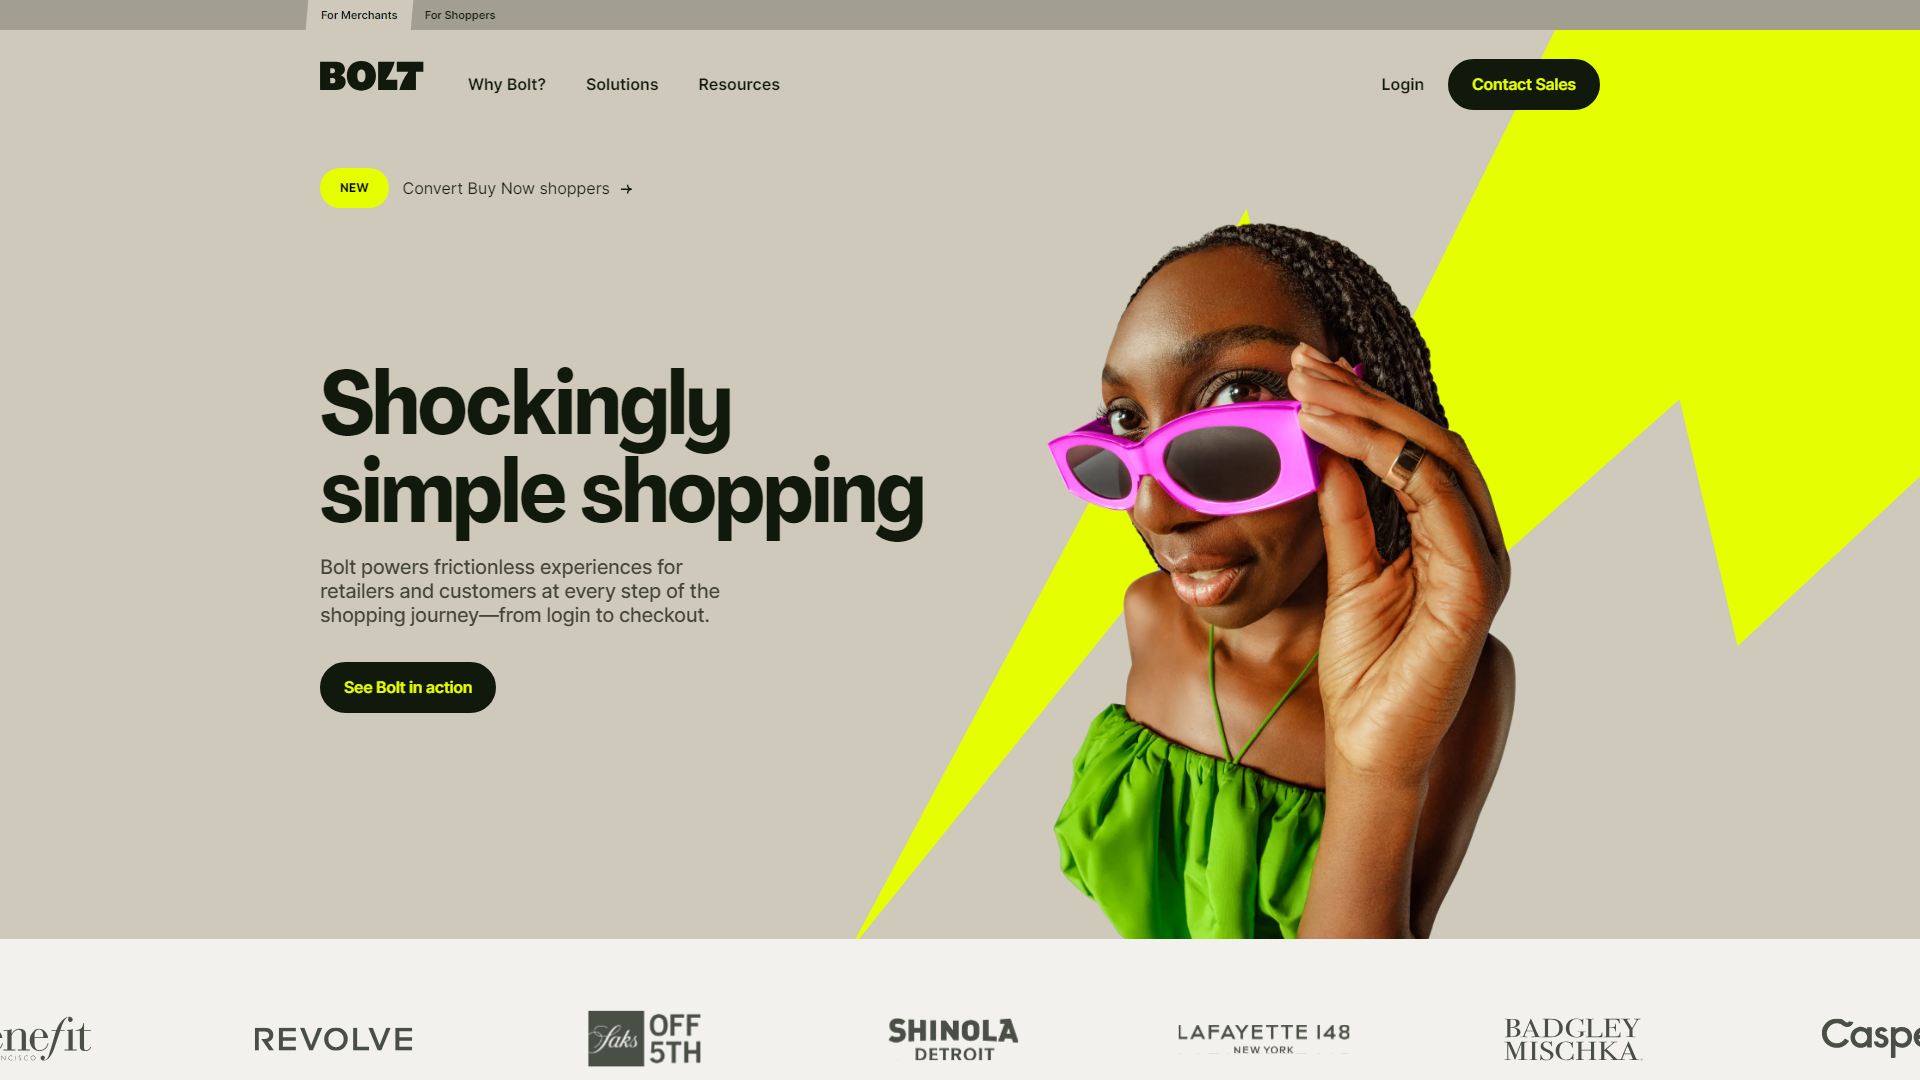 For Merchants
For Shoppers
BOLT
Why Bolt?
Solutions
Resources
Login
Contact Sales
NEW
Convert Buy Now shoppers →
Shockingly
simple shopping
Bolt powers frictionless experiences for
retailers and customers at every step of the
shopping journey—from login to checkout.
See Bolt in action
enefit
NCISCO
REVOLVE
Saks
OFF
5TH
SHINOLA
DETROIT
LAFAYETTE 148
NEW YORK
BADGLEY
MISCHKA
Caspe